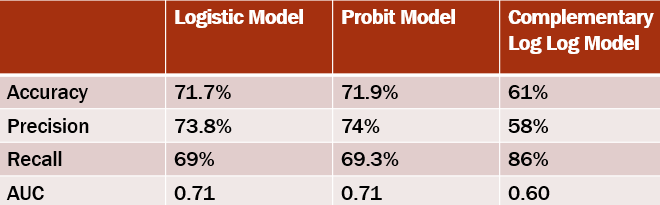 Logistic Model Probit Model Complementary
Log Log Model
Accuracy 71.7% 71.9% 61%
Precision 73.8% 74% 58%
Recall 69% 69.3% 86%
AUC 0.71 0.71 0.60